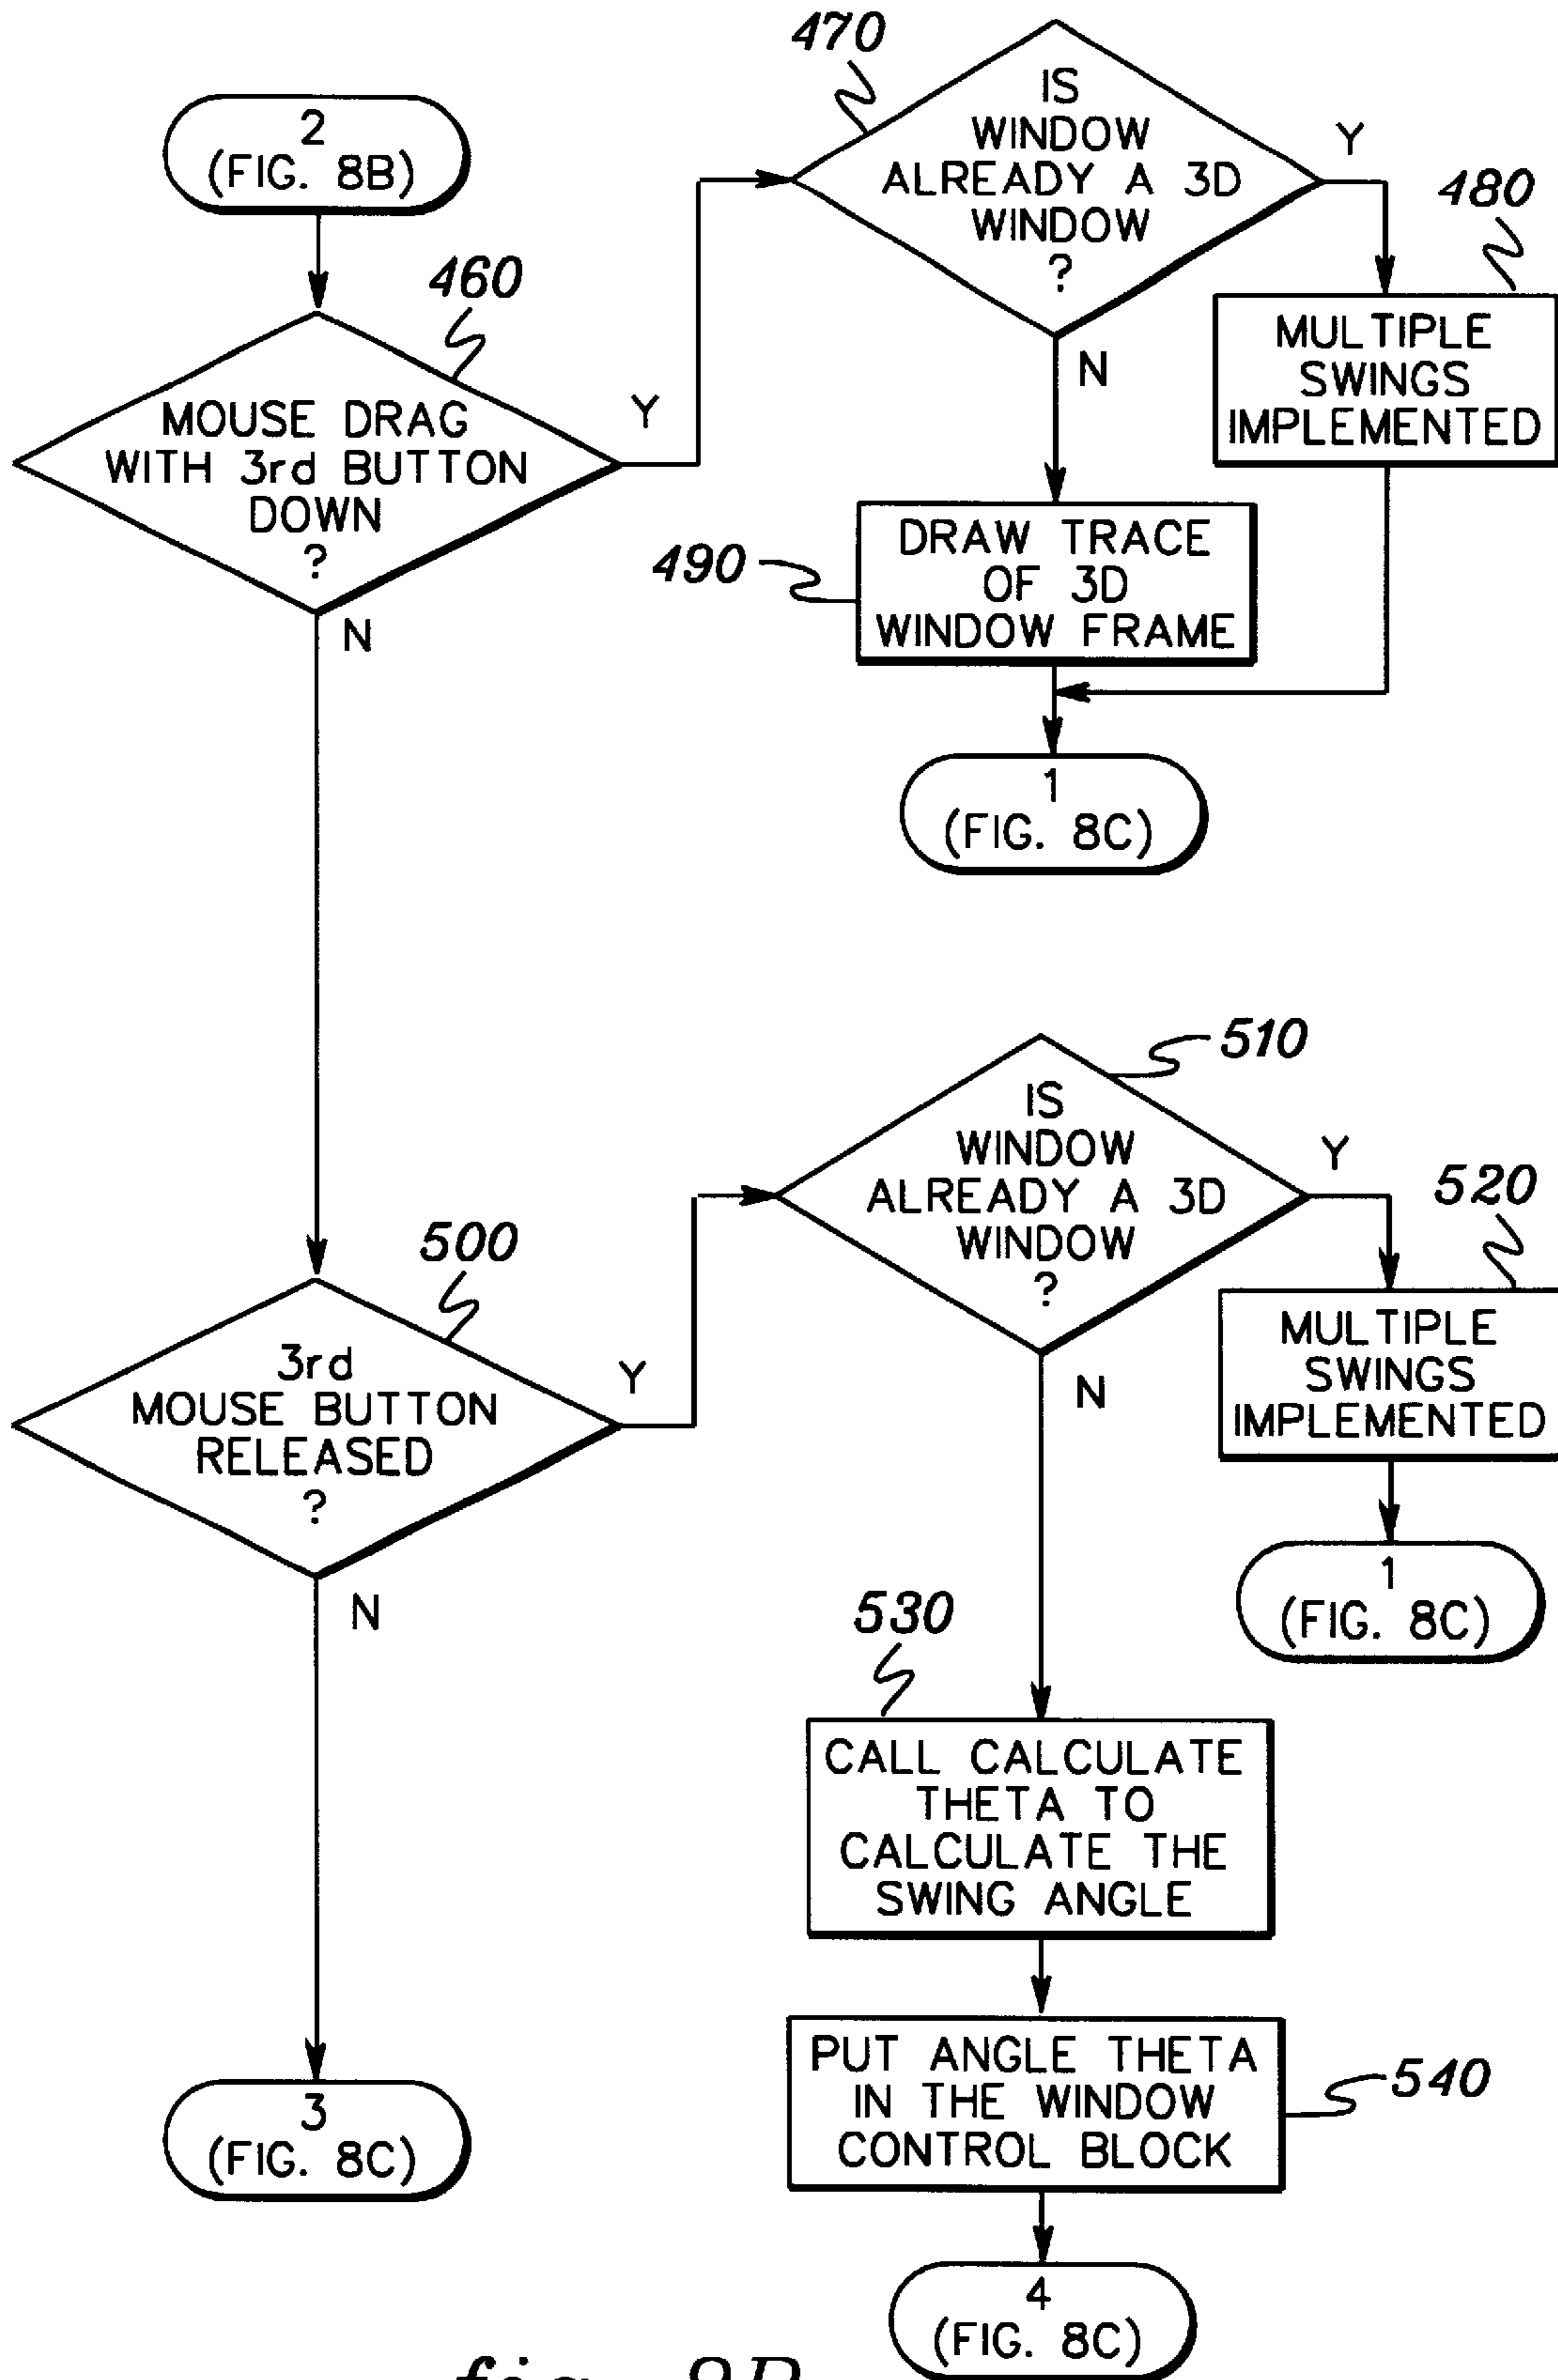 2
(FIG. 8B)
460
MOUSE DRAG
WITH 3rd BUTTON
DOWN
?
Y
N
470
IS
WINDOW
ALREADY A 3D
WINDOW
?
Y
N
480
MULTIPLE
SWINGS
IMPLEMENTED
490
DRAW TRACE
OF 3D
WINDOW FRAME
1
(FIG. 8C)
500
3rd
MOUSE BUTTON
RELEASED
?
Y
N
510
IS
WINDOW
ALREADY A 3D
WINDOW
?
Y
N
520
MULTIPLE
SWINGS
IMPLEMENTED
1
(FIG. 8C)
530
CALL CALCULATE
THETA TO
CALCULATE THE
SWING ANGLE
540
PUT ANGLE THETA
IN THE WINDOW
CONTROL BLOCK
3
(FIG. 8C)
4
(FIG. 8C)